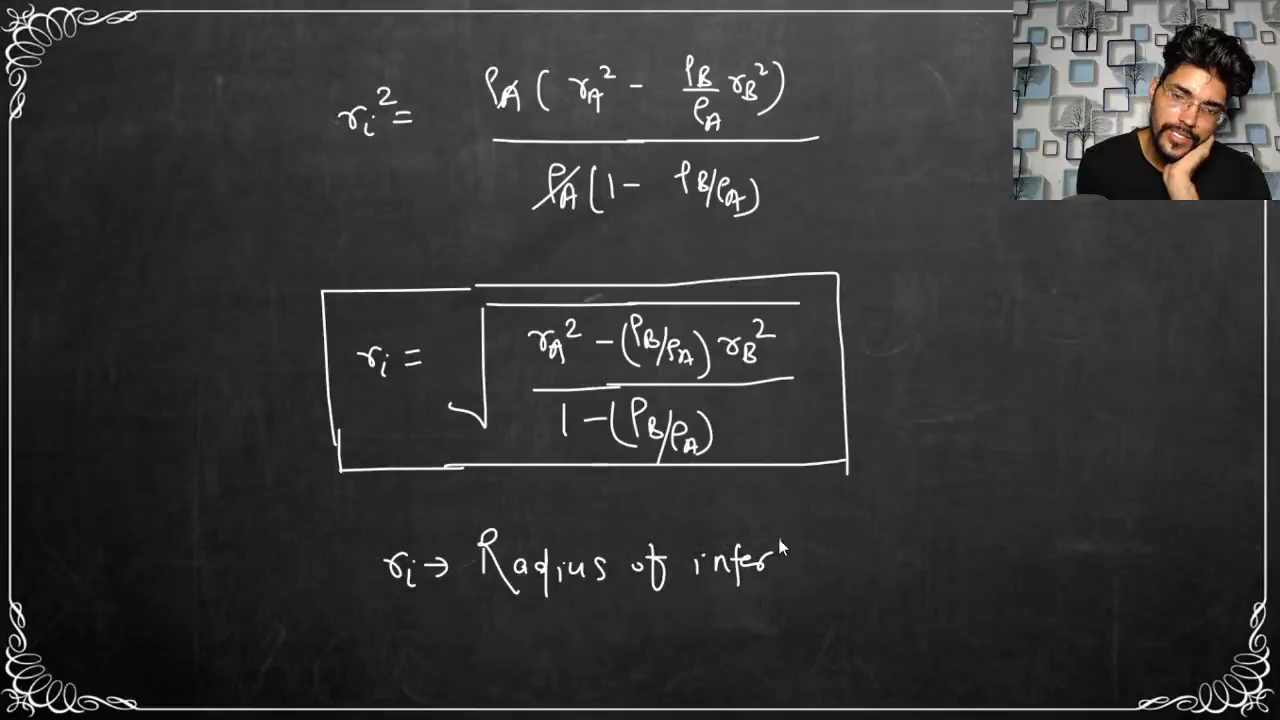 rᵢ² = ρA ( rA² - ρB/ρA rB² ) / ρA ( 1 - ρB/ρA )
rᵢ = √ ( rA² - (ρB/ρA) rB² / 1 - (ρB/ρA) )
rᵢ → Radius of infer